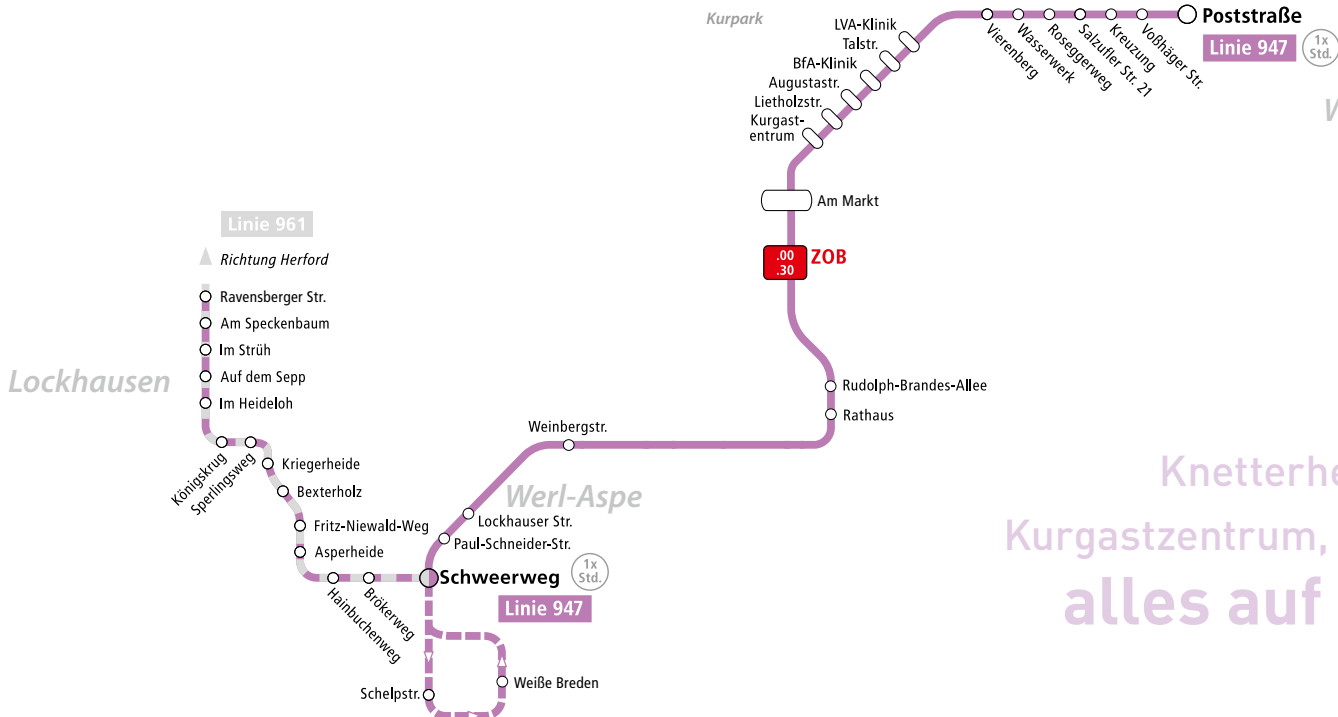 Kurpark
LVA-Klinik
Talstr.
BfA-Klinik
Augustastr.
Lietholzstr.
Kurgast-
entrum
Vierenberg
Wasserwerk
Roseggerweg
Salzufler Str. 21
Kreuzung
Voßhäger Str.
Poststraße
Linie 947
1x
Std.
W
Am Markt
.00
.30
ZOB
Linie 961
Richtung Herford
Ravensberger Str.
Am Speckenbaum
Im Strüh
Auf dem Sepp
Im Heideloh
Lockhausen
Königskrug
Sperlingsweg
Kriegerheide
Bexterholz
Fritz-Niewald-Weg
Asperheide
Hainbuchenweg
Brökerweg
Rudolph-Brandes-Allee
Rathaus
Weinbergstr.
Werl-Aspe
Lockhauser Str.
Paul-Schneider-Str.
Schweerweg
1x
Std.
Linie 947
Schelpstr.
Weiße Breden
Knetterhe
Kurgastzentrum,
alles auf